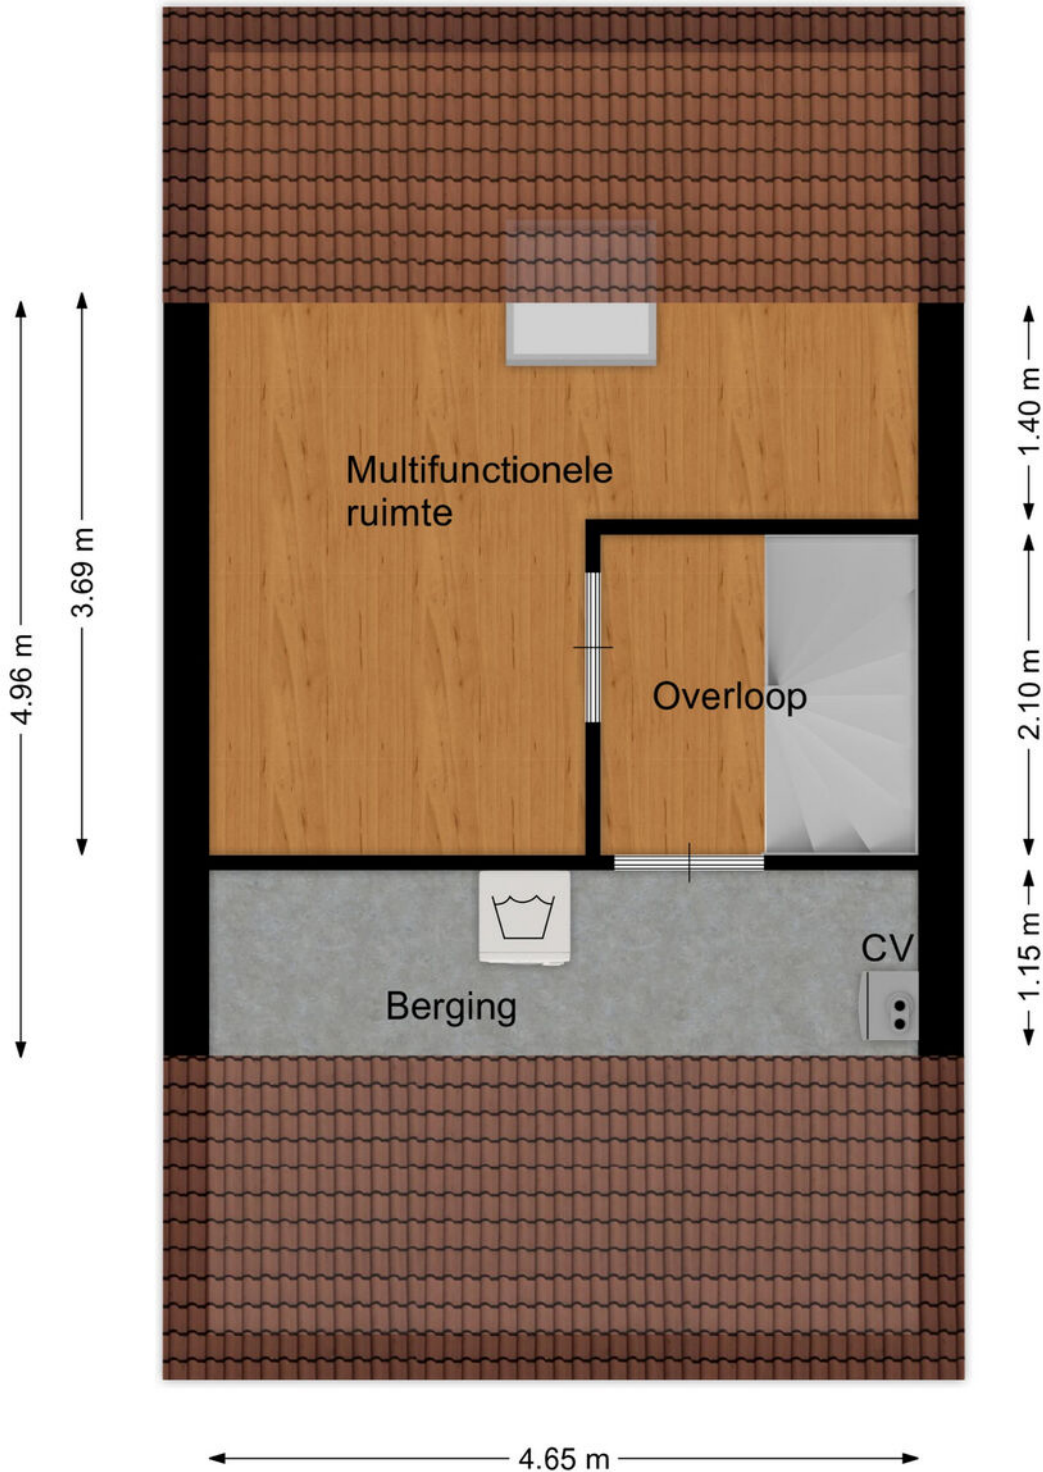 Multifunctionele
ruimte
Overloop
CV
Berging
4.96 m
3.69 m
1.40 m
2.10 m
1.15 m
4.65 m